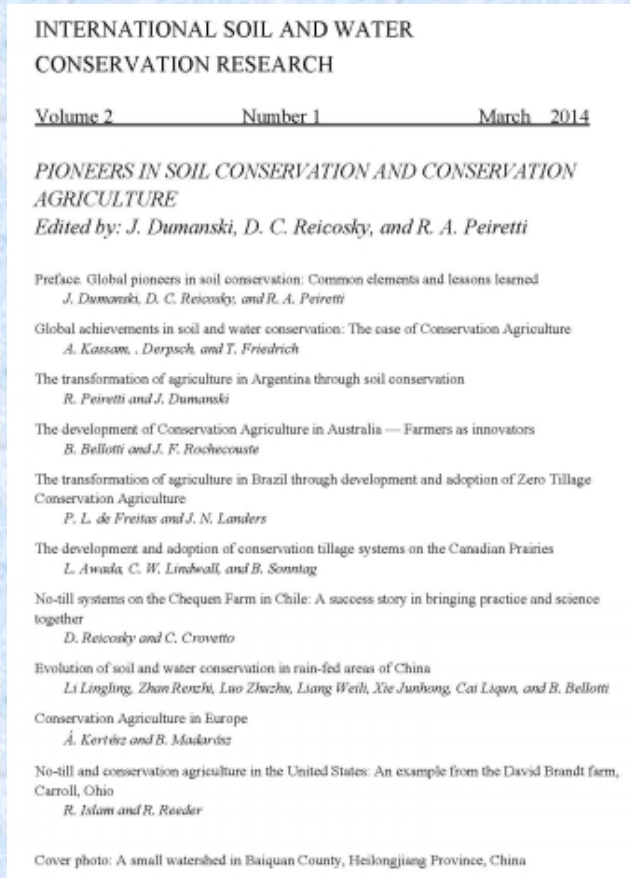 INTERNATIONAL SOIL AND WATER
CONSERVATION RESEARCH
Volume 2 Number 1 March 2014
PIONEERS IN SOIL CONSERVATION AND CONSERVATION
AGRICULTURE
Edited by: J. Dumanski, D. C. Reicosky, and R. A. Peiretti
Preface. Global pioneers in soil conservation: Common elements and lessons learned
J. Dumanski, D. C. Reicosky, and R. A. Peiretti
Global achievements in soil and water conservation: The case of Conservation Agriculture
A. Kassam, . Derpsch, and T. Friedrich
The transformation of agriculture in Argentina through soil conservation
R. Peiretti and J. Dumanski
The development of Conservation Agriculture in Australia — Farmers as innovators
B. Bellotti and J. F. Rochecouste
The transformation of agriculture in Brazil through development and adoption of Zero Tillage
Conservation Agriculture
P. L. de Freitas and J. N. Landers
The development and adoption of conservation tillage systems on the Canadian Prairies
L. Awada, C. W. Lindwall, and B. Sonntag
No-till systems on the Chequen Farm in Chile: A success story in bringing practice and science
together
D. Reicosky and C. Crovetto
Evolution of soil and water conservation in rain-fed areas of China
Li Lingling, Zhan Renzhi, Luo Zhuzhu, Liang Weili, Xie Junhong, Cai Liqun, and B. Bellotti
Conservation Agriculture in Europe
Á. Kertész and B. Madarász
No-till and conservation agriculture in the United States: An example from the David Brandt farm,
Carroll, Ohio
R. Islam and R. Reeder
Cover photo: A small watershed in Baiquan County, Heilongjiang Province, China